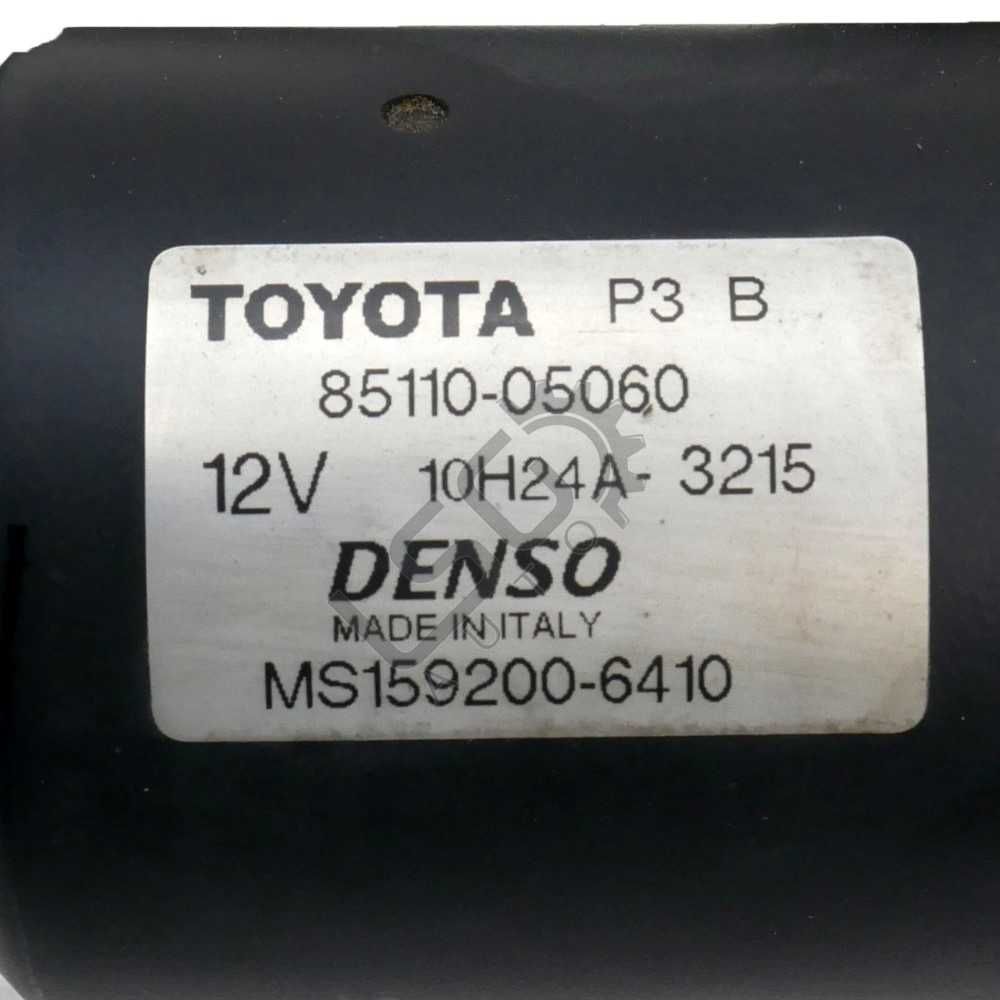 TOYOTA P3 B
85110-05060
12V 10H24A- 3215
DENSO
MADE IN ITALY
MS159200-6410